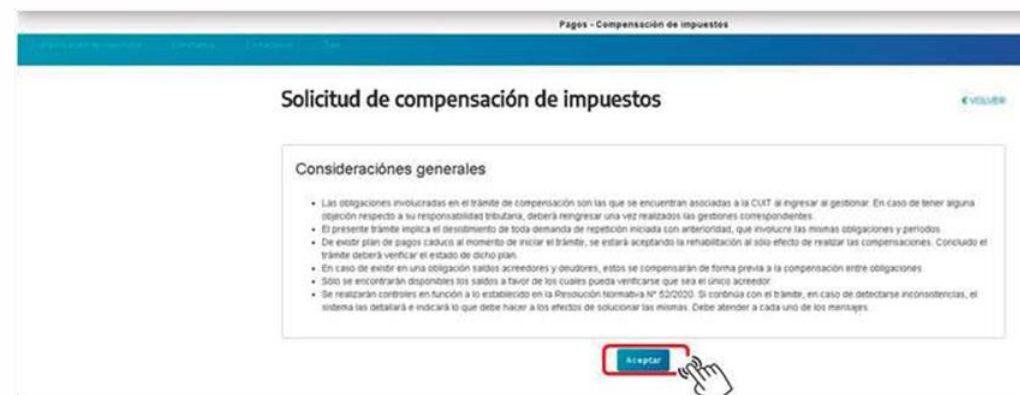 Pagos - Compensación de impuestos
Solicitud de compensación de impuestos
VOLVER
Consideraciónes generales
• Las obligaciones involucradas en el trámite de compensación son las que se encuentran asociadas a la CUIT al ingresar al gestionar. En caso de tener alguna
objeción respecto a su responsabilidad tributaria, deberá reingresar una vez realizados las gestiones correspondientes.
• El presente trámite implica el desistimiento de toda demanda de repetición iniciada con anterioridad, que involucre las mismas obligaciones y períodos.
• De existir plan de pagos caduco al momento de iniciar el trámite, se estará aceptando la rehabilitación al sólo efecto de realizar las compensaciones. Concluido el
trámite deberá verificar el estado de dicho plan.
• En caso de existir en una obligación saldos acreedores y deudores, estos se compensarán de forma previa a la compensación entre obligaciones.
• Sólo se encontrarán disponibles los saldos a favor de los cuales pueda verificarse que sea el único acreedor.
• Se realizarán controles en función a lo establecido en la Resolución Normativa N° 52/2020. Si continúa con el trámite, en caso de detectarse inconsistencias, el
sistema las detallará e indicará lo que debe hacer a los efectos de solucionar las mismas. Debe atender a cada uno de los mensajes.
Aceptar